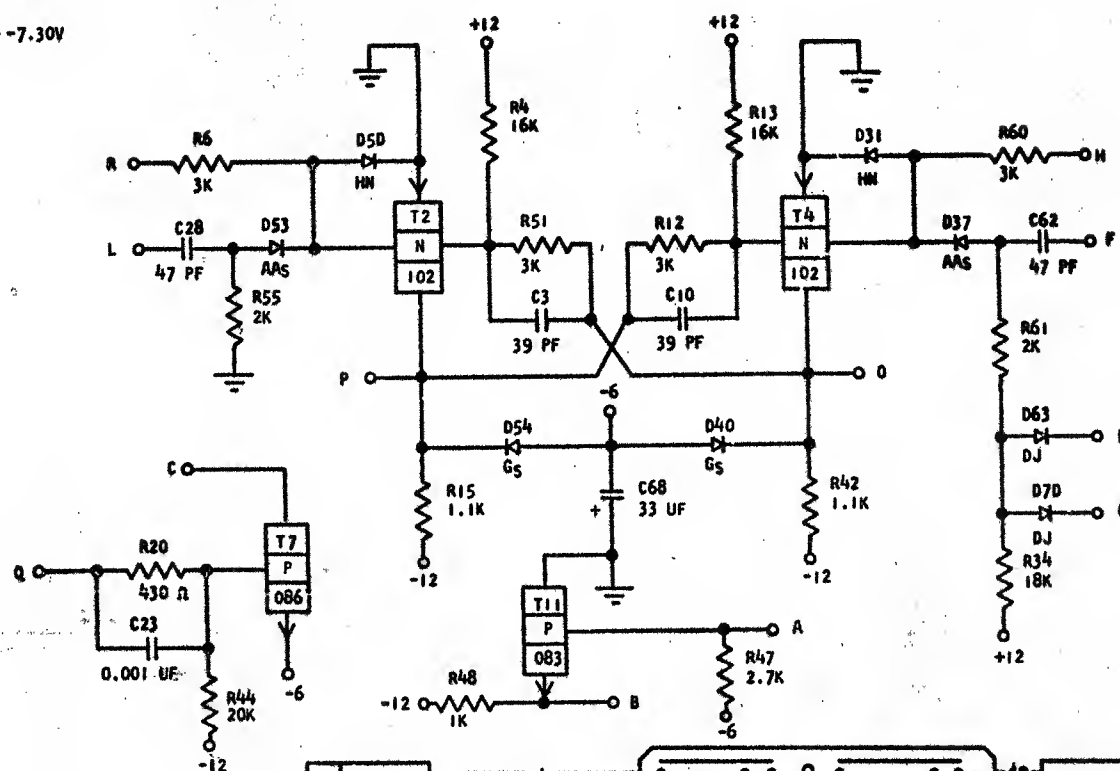 -7.30V
+12
+12
R4
16K
R13
16K
R6
3K
R
D5D
HN
D31
HN
R60
3K
H
L
C28
47 PF
D53
AAS
R55
2K
T2
N
102
R51
3K
C3
39 PF
R12
3K
C10
39 PF
T4
N
102
D37
AAS
C62
47 PF
F
R61
2K
P
O
-6
D54
GS
D40
GS
D63
DJ
D7D
DJ
R34
18K
+12
C
R15
1.1K
-12
C68
+ 33 UF
R42
1.1K
-12
Q
R20
430 Ω
C23
0.001 UF
T7
P
086
-6
R44
20K
-12
T11
P
083
A
R47
2.7K
-6
-12
R48
1K
B